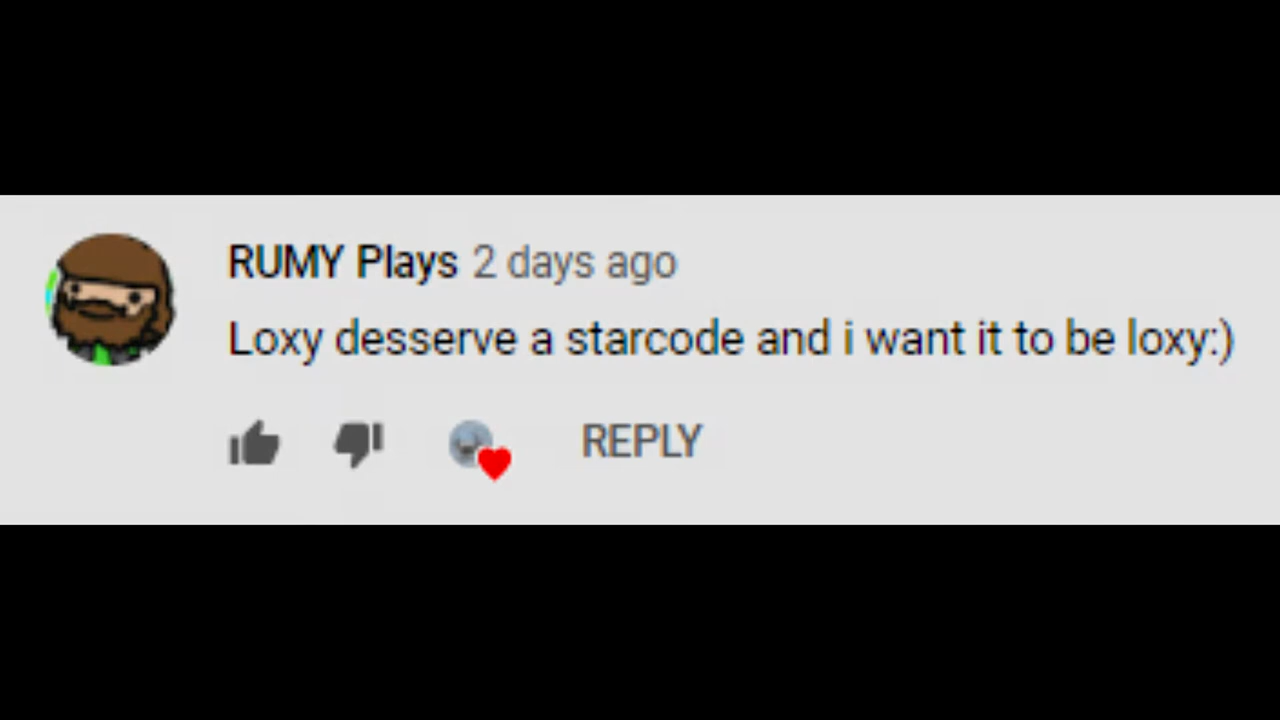 RUMY Plays 2 days ago
Loxy desserve a starcode and i want it to be loxy:)
REPLY